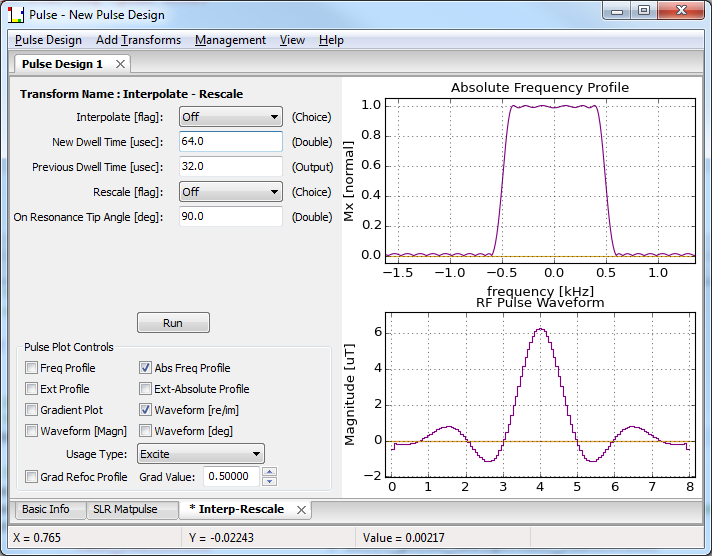 Pulse - New Pulse Design
Pulse Design Add Transforms Management View Help
Pulse Design 1
Transform Name : Interpolate - Rescale
Interpolate [flag]: Off (Choice)
New Dwell Time [usec]: 64.0 (Double)
Previous Dwell Time [usec]: 32.0 (Output)
Rescale [flag]: Off (Choice)
On Resonance Tip Angle [deg]: 90.0 (Double)
Run
Pulse Plot Controls
Freq Profile Abs Freq Profile
Ext Profile Ext-Absolute Profile
Gradient Plot Waveform [re/im]
Waveform [Magn] Waveform [deg]
Usage Type: Excite
Grad Refoc Profile Grad Value: 0.50000
Absolute Frequency Profile
Mx [normal]
1.0
0.8
0.6
0.4
0.2
0.0
−1.5 −1.0 −0.5 0.0 0.5 1.0
frequency [kHz]
RF Pulse Waveform
Magnitude [uT]
6
4
2
0
−2
0 1 2 3 4 5 6 7 8
Basic Info SLR Matpulse * Interp-Rescale
X = 0.765 Y = -0.02243 Value = 0.00217